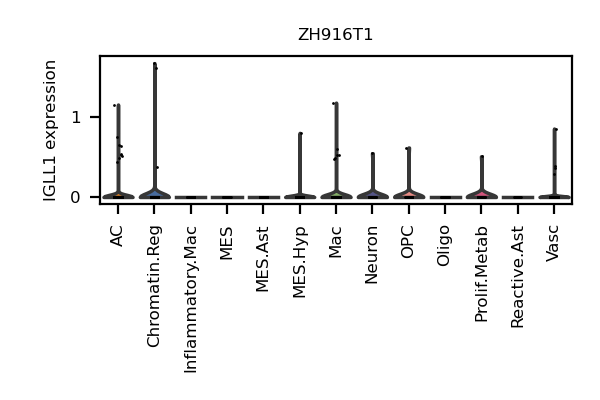 ZH916T1
IGLL1 expression
1
0
AC
Chromatin.Reg
Inflammatory.Mac
MES
MES.Ast
MES.Hyp
Mac
Neuron
OPC
Oligo
Prolif.Metab
Reactive.Ast
Vasc